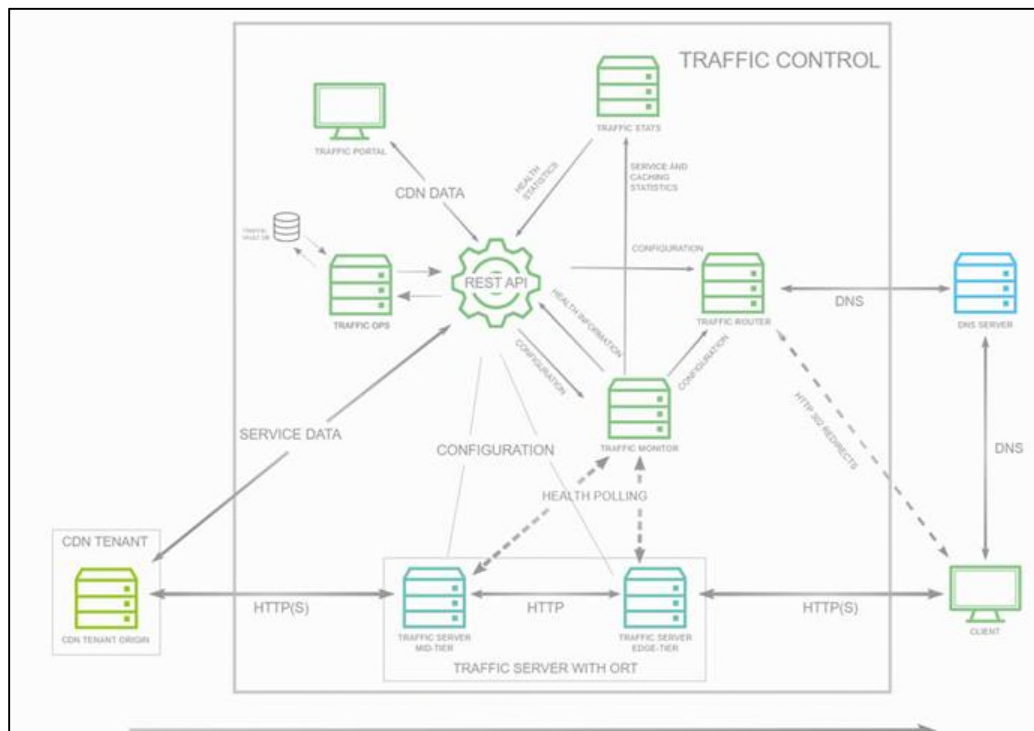 TRAFFIC CONTROL
TRAFFIC PORTAL
TRAFFIC STATS
CDN DATA
HEALTH
STATISTICS
SERVICE AND
CACHING
STATISTICS
TRAFFIC
VAULT DB
TRAFFIC OPS
REST API
CONFIGURATION
TRAFFIC ROUTER
DNS
DNS SERVER
HEALTH INFORMATION
CONFIGURATION
CONFIGURATION
TRAFFIC MONITOR
HTTP 302 REDIRECTS
DNS
SERVICE DATA
CONFIGURATION
HEALTH POLLING
CDN TENANT
CDN TENANT ORIGIN
HTTP(S)
TRAFFIC SERVER
MID-TIER
HTTP
TRAFFIC SERVER
EDGE-TIER
HTTP(S)
CLIENT
TRAFFIC SERVER WITH ORT